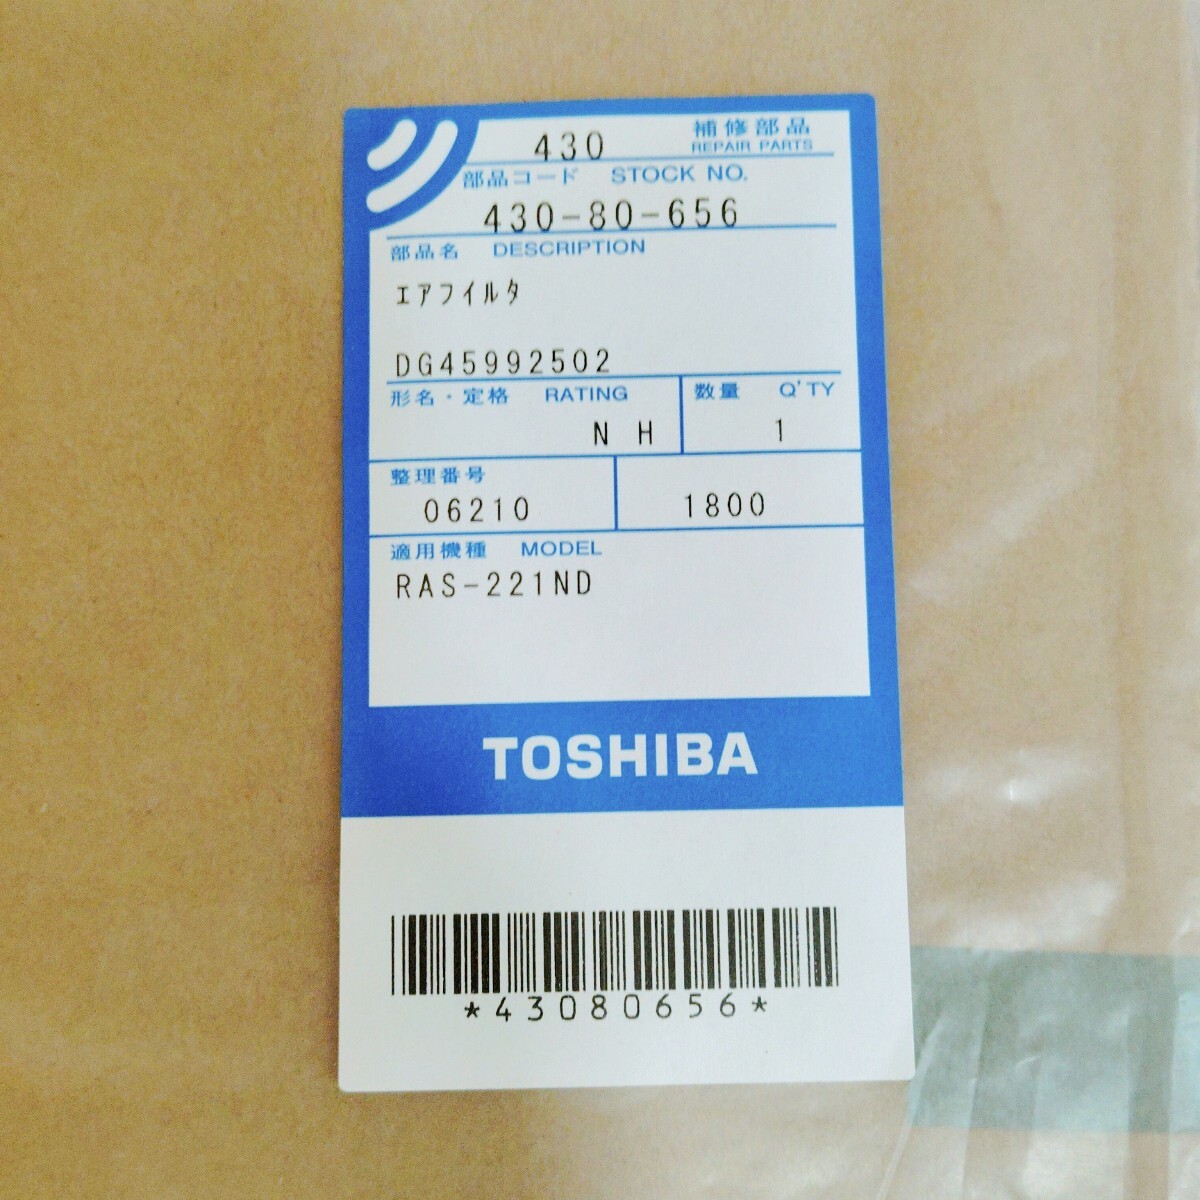 430 補修部品
REPAIR PARTS
部品コード STOCK NO.
430-80-656
部品名 DESCRIPTION
ｴｱﾌｲﾙﾀ
DG45992502
形名・定格 RATING 数量 Q'TY
N H 1
整理番号
06210 1800
適用機種 MODEL
RAS-221ND
TOSHIBA
*43080656*